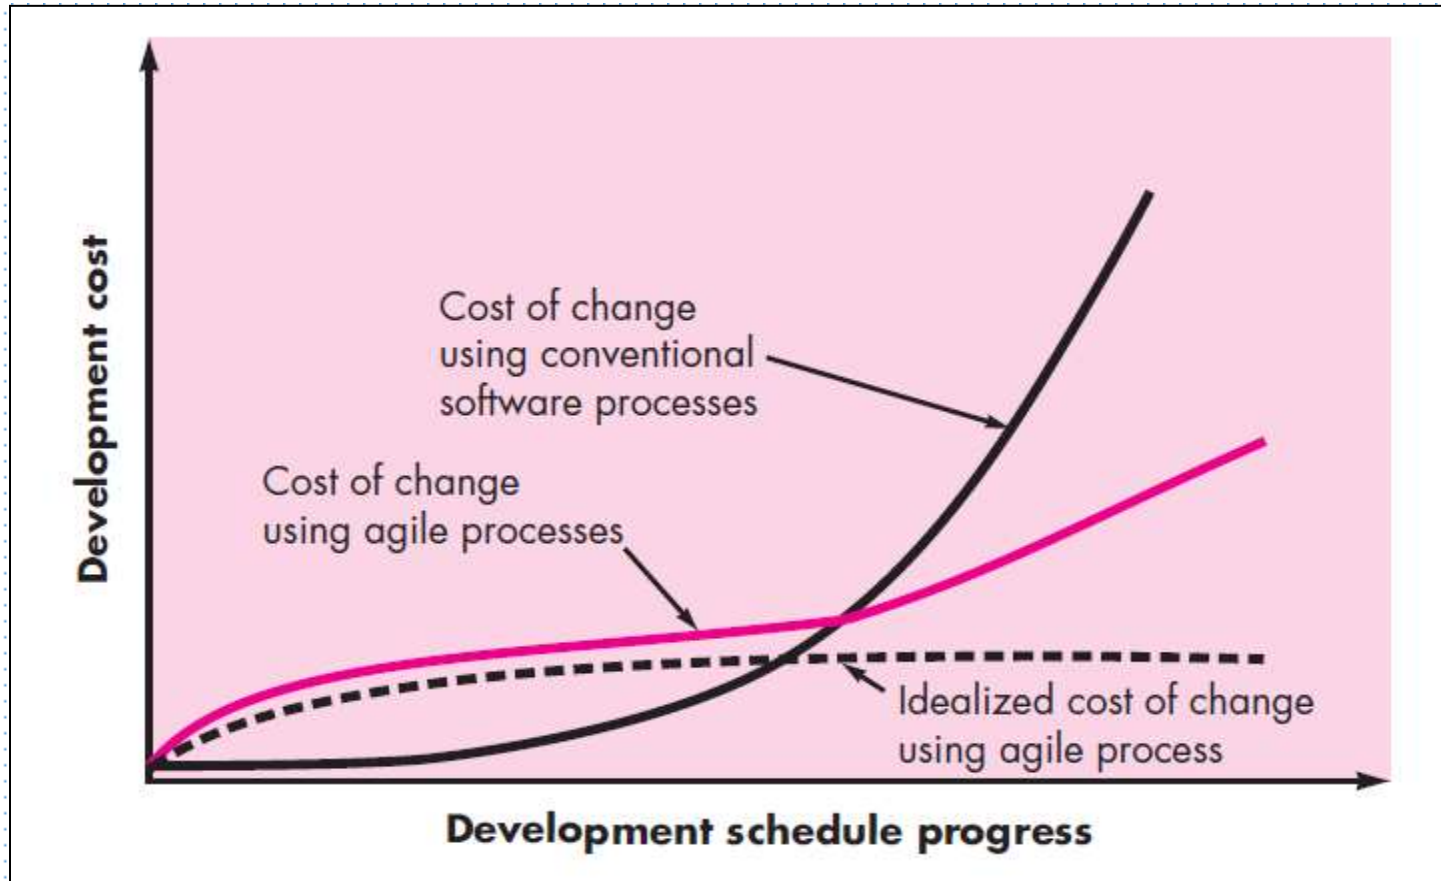 Development cost
Cost of change
using conventional
software processes
Cost of change
using agile processes
Idealized cost of change
using agile process
Development schedule progress